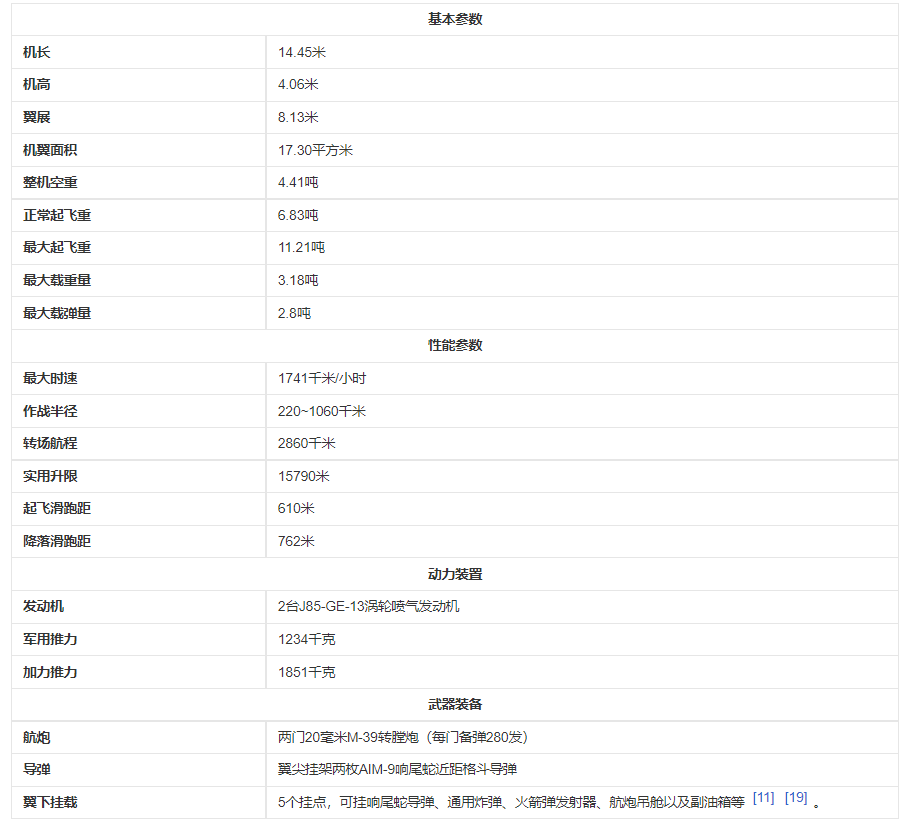 基本参数
机长 14.45米
机高 4.06米
翼展 8.13米
机翼面积 17.30平方米
整机空重 4.41吨
正常起飞重 6.83吨
最大起飞重 11.21吨
最大载重量 3.18吨
最大载弹量 2.8吨
性能参数
最大时速 1741千米/小时
作战半径 220~1060千米
转场航程 2860千米
实用升限 15790米
起飞滑跑距 610米
降落滑跑距 762米
动力装置
发动机 2台J85-GE-13涡轮喷气发动机
军用推力 1234千克
加力推力 1851千克
武器装备
航炮 两门20毫米M-39转膛炮（每门备弹280发）
导弹 翼尖挂架两枚AIM-9响尾蛇近距格斗导弹
翼下挂载 5个挂点，可挂响尾蛇导弹、通用炸弹、火箭弹发射器、航炮吊舱以及副油箱等 [11] [19] 。